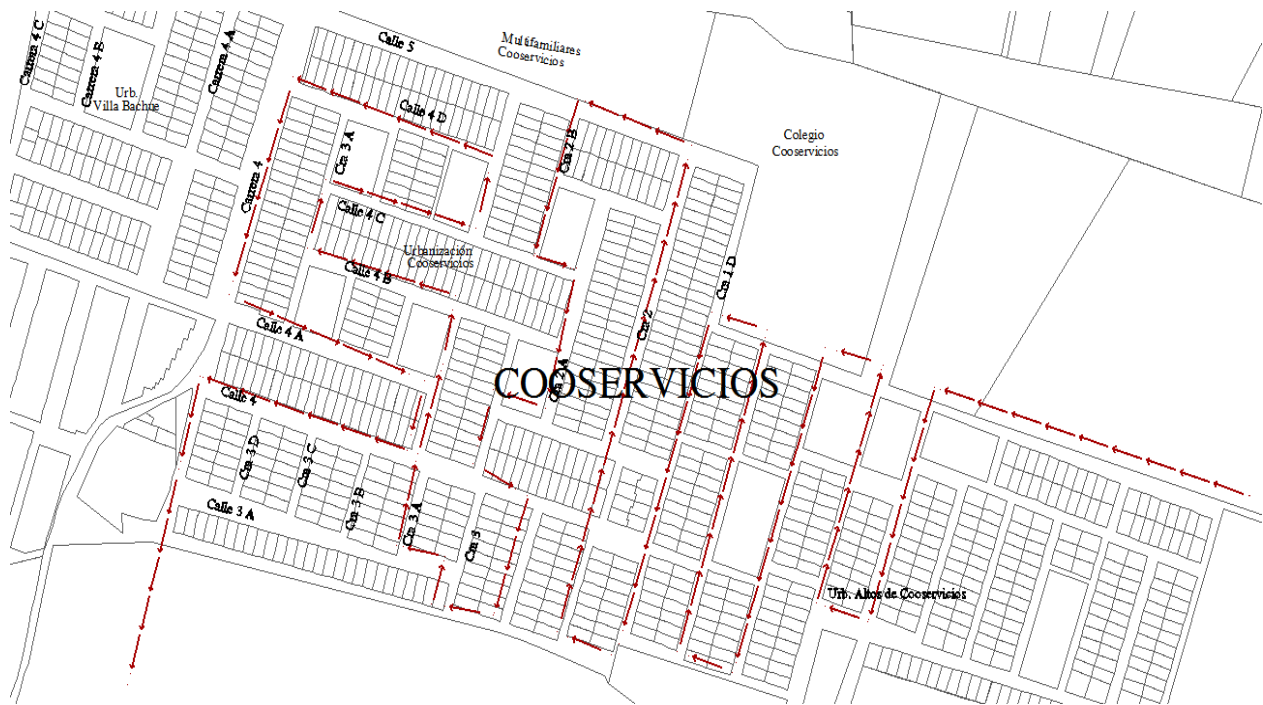 Carrera 4 C
Carrera 4 B
Carrera 4 A
Urb.
Villa Bachue
Calle 5
Multifamiliares
Cooservicios
Calle 4 D
Cra 3 A
Cra 2 B
Colegio
Cooservicios
Carrera 4
Calle 4 C
Urbanización
Cooservicios
Calle 4 B
Cra 1 D
Cra 2
Calle 4 A
COOSERVICIOS
Cra 2 A
Calle 4
Cra 3 D
Cra 3 C
Cra 3 B
Cra 3 A
Cra 3
Calle 3 A
Urb. Altos de Cooservicios